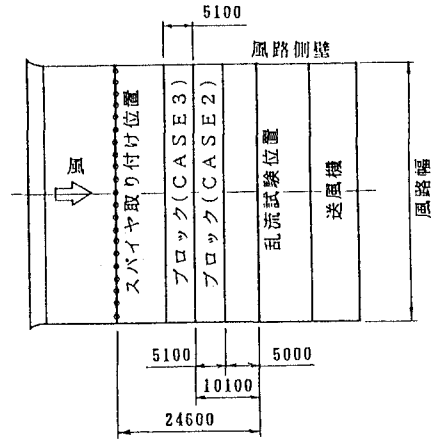 5100
風路側壁
風
スパイヤ取り付け位置
ブロック(CASE3)
ブロック(CASE2)
乱流試験位置
送風機
風路幅
5100
5000
10100
24600